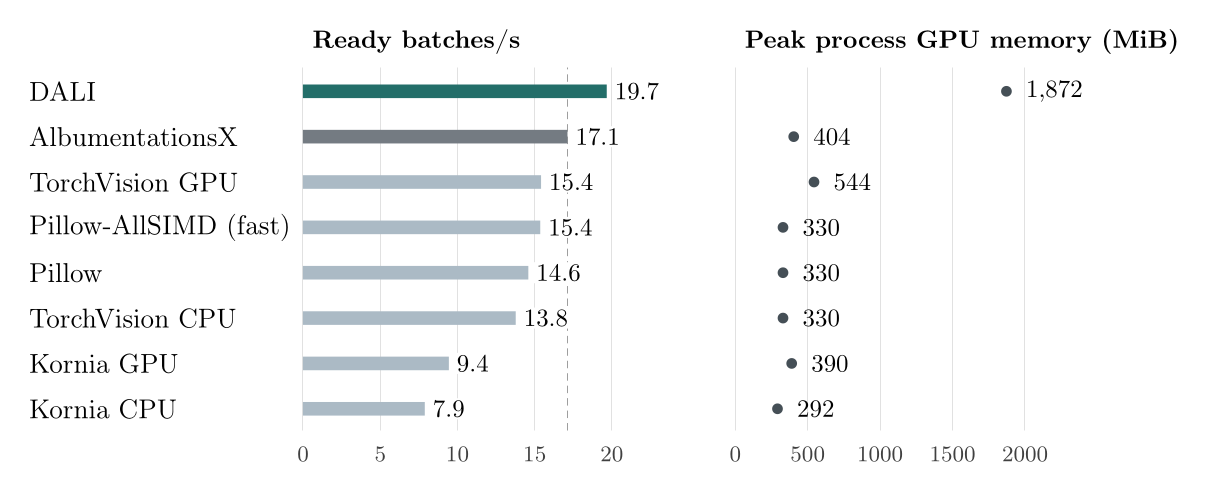 Ready batches/s Peak process GPU memory (MiB)
DALI 19.7 1,872
AlbumentationsX 17.1 404
TorchVision GPU 15.4 544
Pillow-AllSIMD (fast) 15.4 330
Pillow 14.6 330
TorchVision CPU 13.8 330
Kornia GPU 9.4 390
Kornia CPU 7.9 292
0 5 10 15 20 0 500 1000 1500 2000